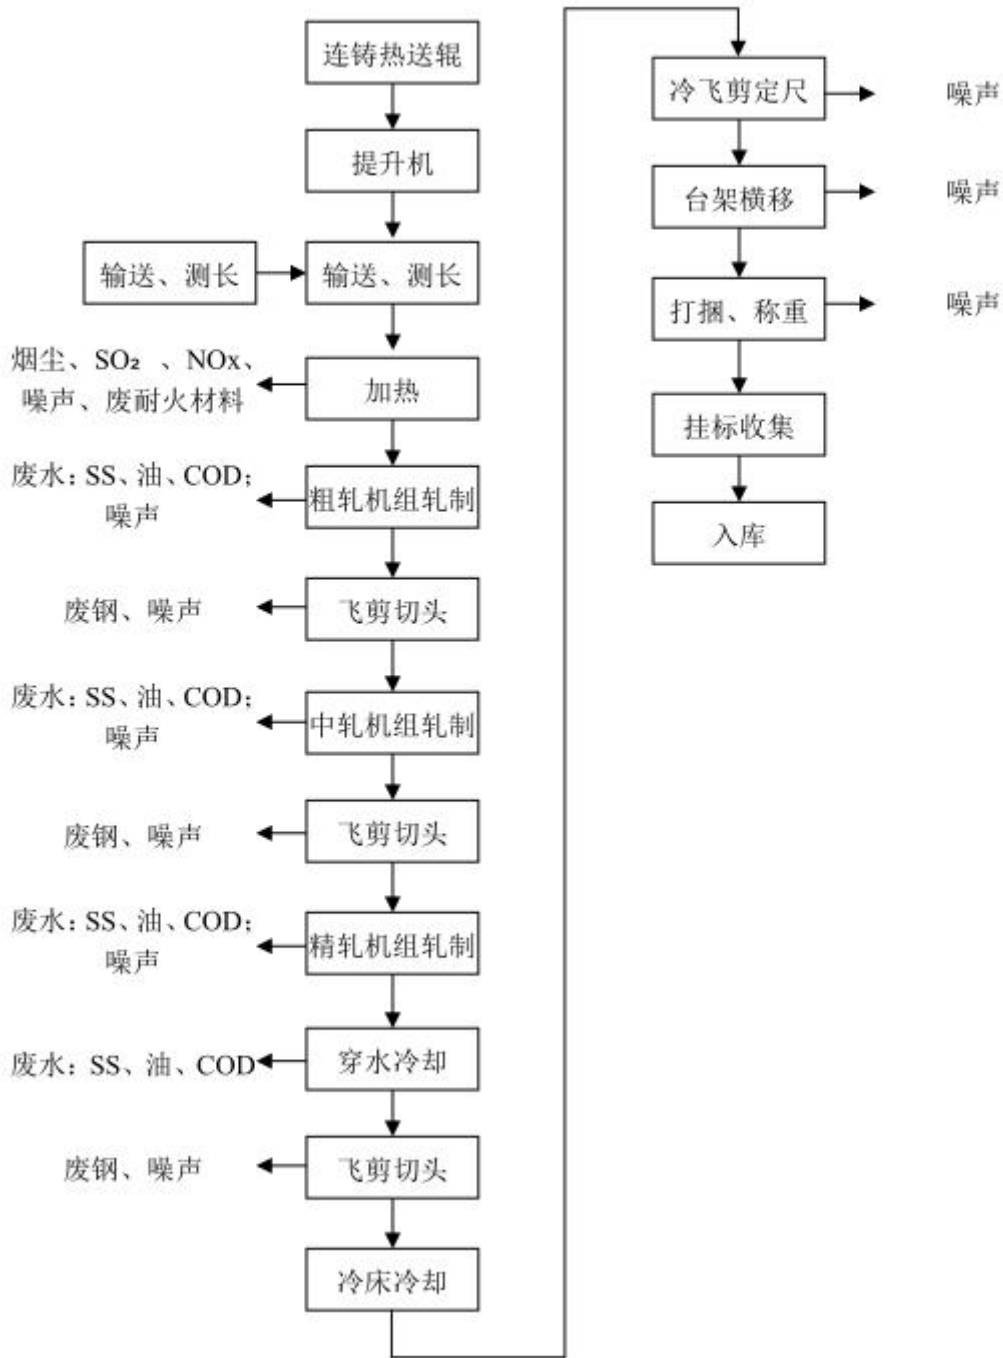 连铸热送辊
提升机
输送、测长
输送、测长
烟尘、SO₂ 、NOx、
噪声、废耐火材料
加热
废水：SS、油、COD；
噪声
粗轧机组轧制
废钢、噪声
飞剪切头
废水：SS、油、COD；
噪声
中轧机组轧制
废钢、噪声
飞剪切头
废水：SS、油、COD；
噪声
精轧机组轧制
废水：SS、油、COD
穿水冷却
废钢、噪声
飞剪切头
冷床冷却
冷飞剪定尺
噪声
台架横移
噪声
打捆、称重
噪声
挂标收集
入库